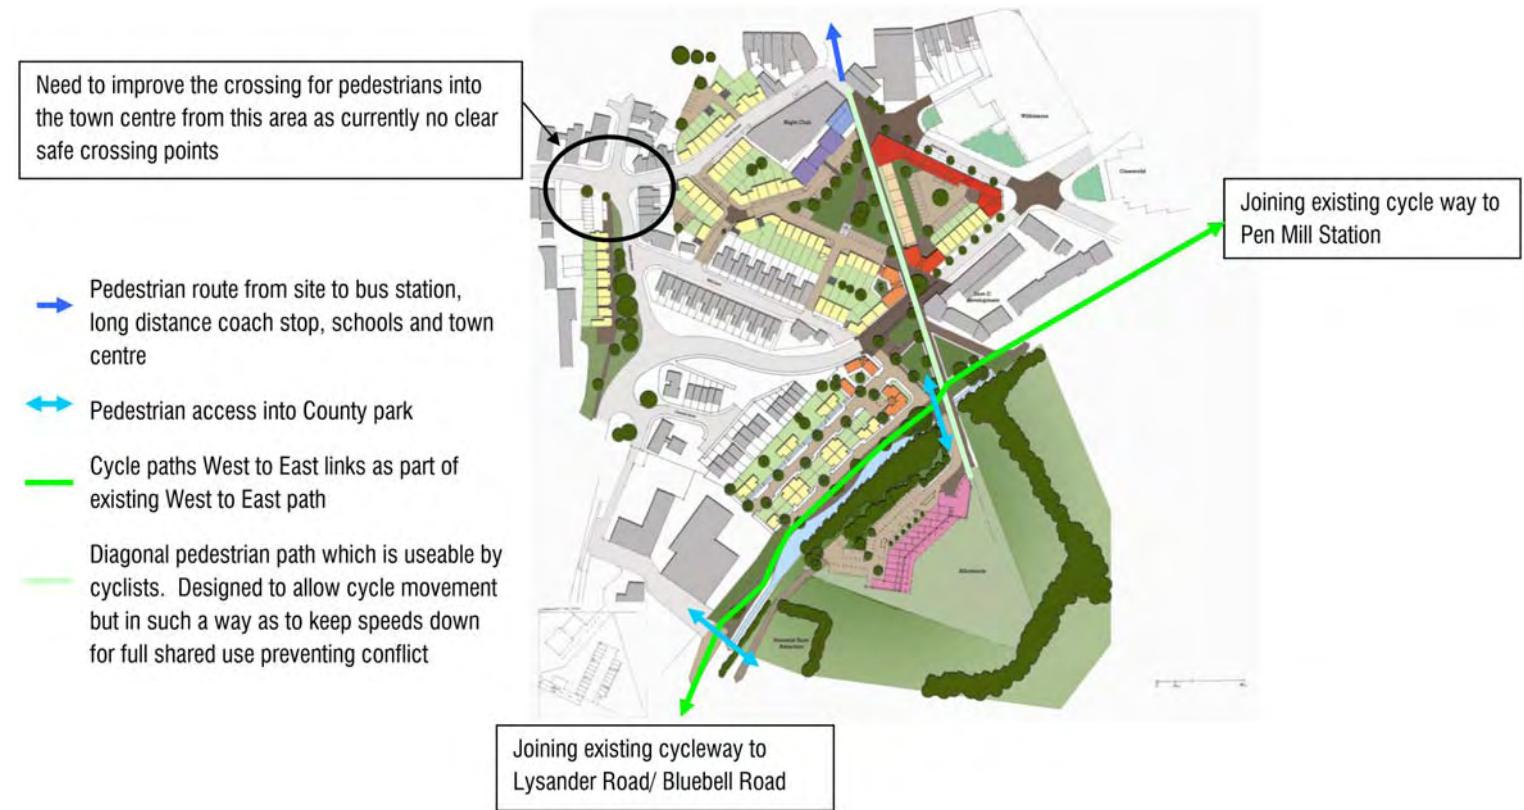 Need to improve the crossing for pedestrians into
the town centre from this area as currently no clear
safe crossing points
Pedestrian route from site to bus station,
long distance coach stop, schools and town
centre
Pedestrian access into County park
Cycle paths West to East links as part of
existing West to East path
Diagonal pedestrian path which is useable by
cyclists. Designed to allow cycle movement
but in such a way as to keep speeds down
for full shared use preventing conflict
Night Club
Joining existing cycle way to
Pen Mill Station
Allotments
Joining existing cycleway to
Lysander Road/ Bluebell Road